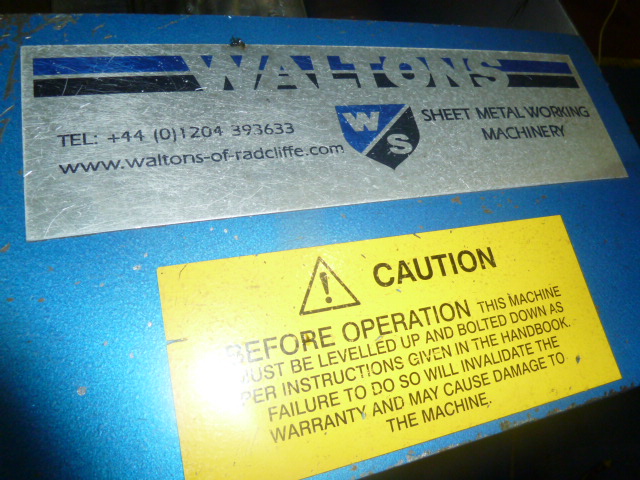 WALTONS
TEL: +44 (0)1204 393633
www.waltons-of-radcliffe.com
W S
SHEET METAL WORKING
MACHINERY
CAUTION
BEFORE OPERATION THIS MACHINE
MUST BE LEVELLED UP AND BOLTED DOWN AS
PER INSTRUCTIONS GIVEN IN THE HANDBOOK.
FAILURE TO DO SO WILL INVALIDATE THE
WARRANTY AND MAY CAUSE DAMAGE TO
THE MACHINE.